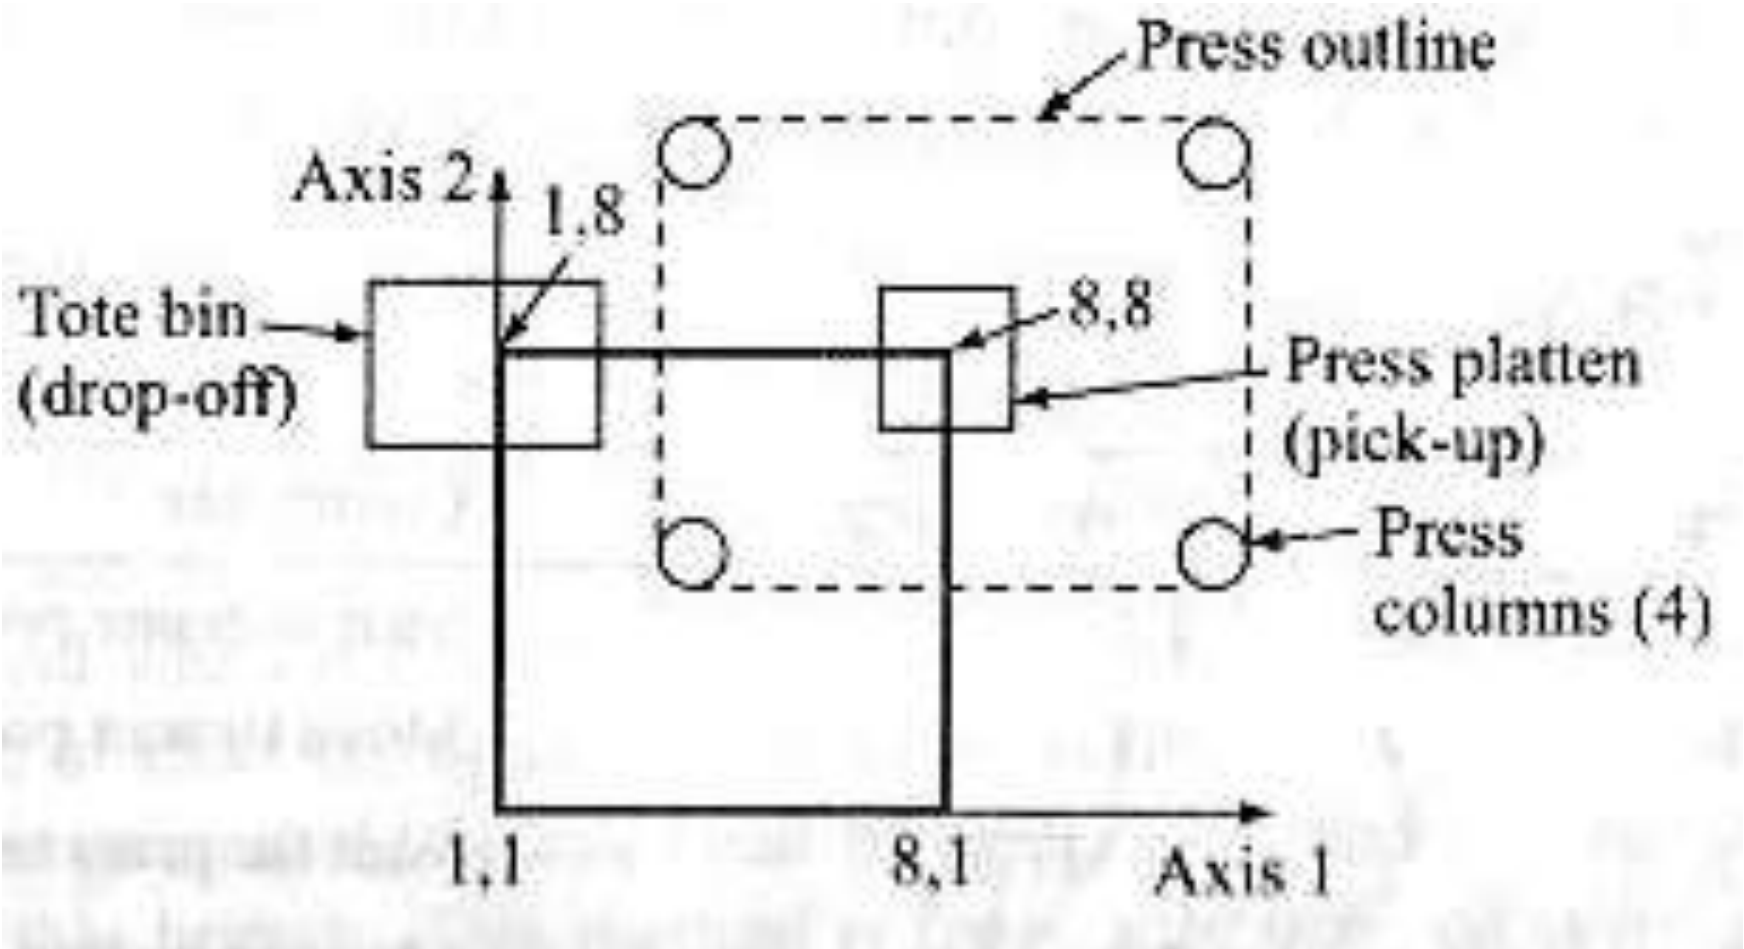 Press outline
Axis 2
1,8
Tote bin
(drop-off)
8,8
Press platten
(pick-up)
Press
columns (4)
1,1
8,1
Axis 1